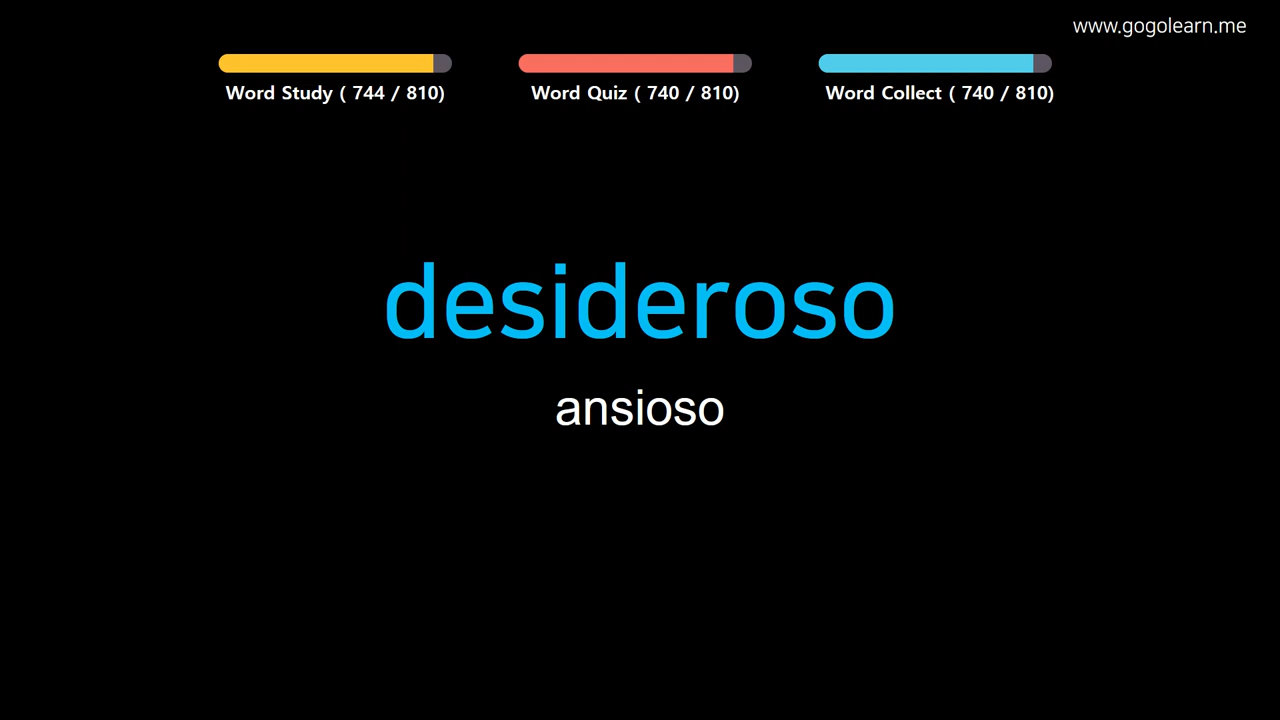 www.gogolearn.me
Word Study ( 744 / 810)
Word Quiz ( 740 / 810)
Word Collect ( 740 / 810)
desideroso
ansioso